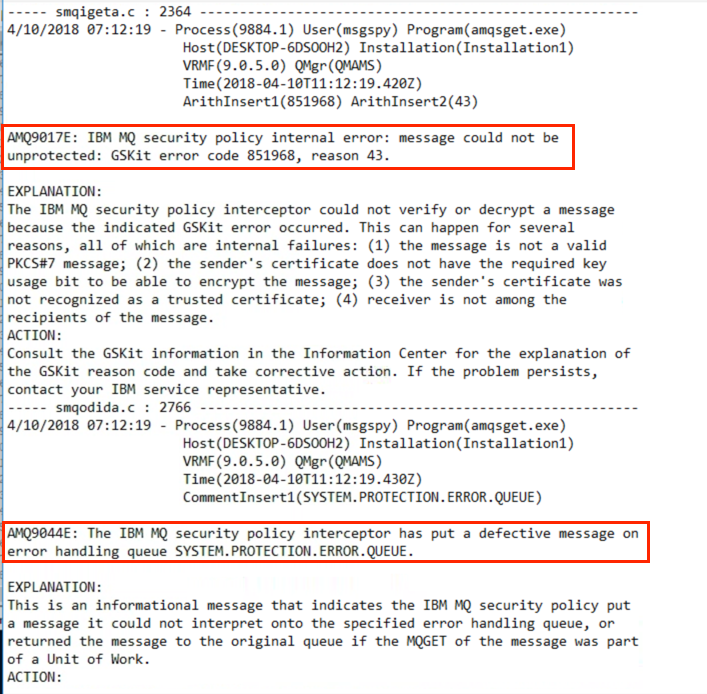 ----- smqigeta.c : 2364 -------------------------------------------------------
4/10/2018 07:12:19 - Process(9884.1) User(msgspy) Program(amqsget.exe)
Host(DESKTOP-6DSOOH2) Installation(Installation1)
VRMF(9.0.5.0) QMgr(QMAMS)
Time(2018-04-10T11:12:19.420Z)
ArithInsert1(851968) ArithInsert2(43)
AMQ9017E: IBM MQ security policy internal error: message could not be
unprotected: GSKit error code 851968, reason 43.
EXPLANATION:
The IBM MQ security policy interceptor could not verify or decrypt a message
because the indicated GSKit error occurred. This can happen for several
reasons, all of which are internal failures: (1) the message is not a valid
PKCS#7 message; (2) the sender's certificate does not have the required key
usage bit to be able to encrypt the message; (3) the sender's certificate was
not recognized as a trusted certificate; (4) receiver is not among the
recipients of the message.
ACTION:
Consult the GSKit information in the Information Center for the explanation of
the GSKit reason code and take corrective action. If the problem persists,
contact your IBM service representative.
----- smqodida.c : 2766 -------------------------------------------------------
4/10/2018 07:12:19 - Process(9884.1) User(msgspy) Program(amqsget.exe)
Host(DESKTOP-6DSOOH2) Installation(Installation1)
VRMF(9.0.5.0) QMgr(QMAMS)
Time(2018-04-10T11:12:19.430Z)
CommentInsert1(SYSTEM.PROTECTION.ERROR.QUEUE)
AMQ9044E: The IBM MQ security policy interceptor has put a defective message on
error handling queue SYSTEM.PROTECTION.ERROR.QUEUE.
EXPLANATION:
This is an informational message that indicates the IBM MQ security policy put
a message it could not interpret onto the specified error handling queue, or
returned the message to the original queue if the MQGET of the message was part
of a Unit of Work.
ACTION: